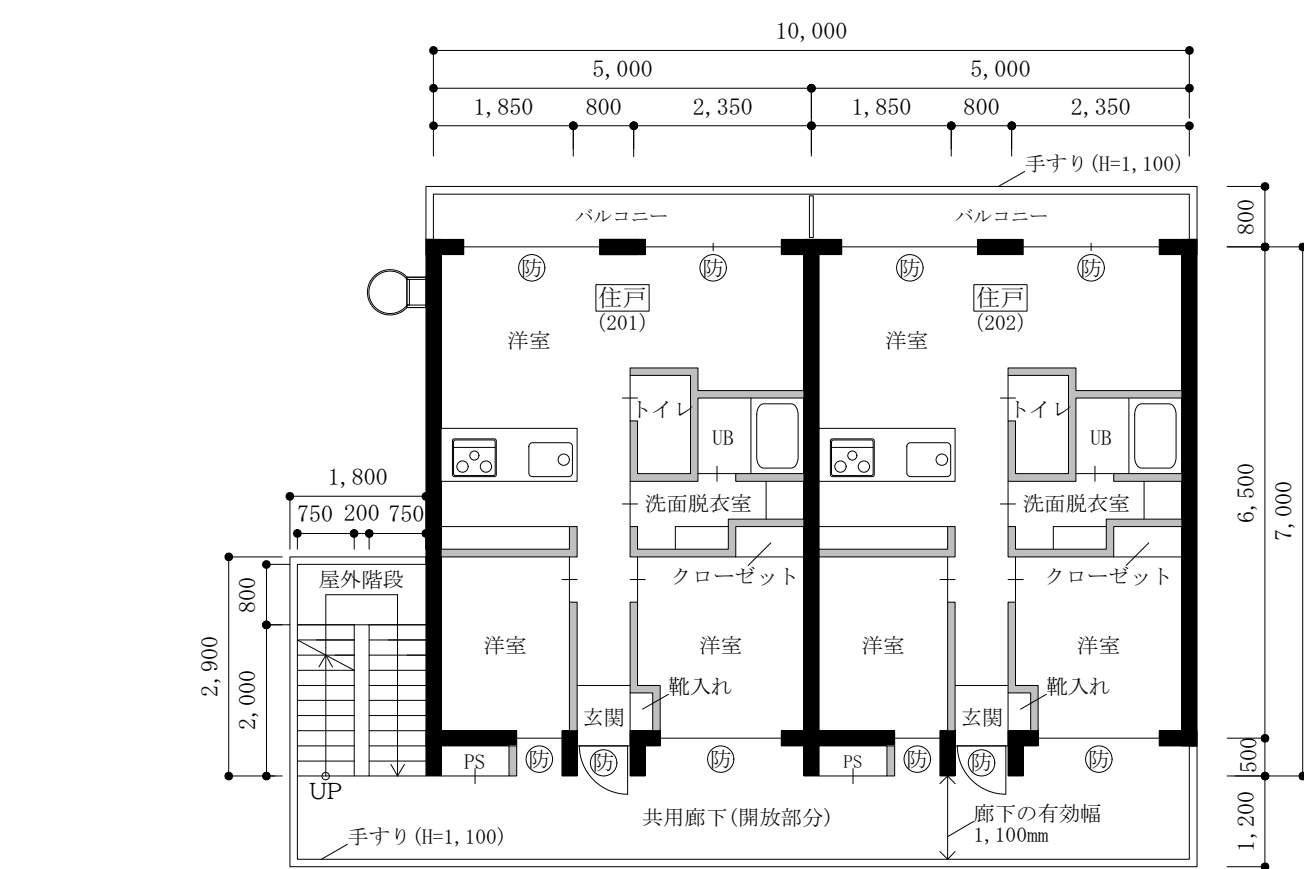 10,000
5,000
5,000
1,850
800
2,350
1,850
800
2,350
手すり(H=1,100)
バルコニー
バルコニー
800
防
防
防
防
住戸
(201)
住戸
(202)
洋室
洋室
トイレ
トイレ
UB
UB
1,800
750
200
750
洗面脱衣室
洗面脱衣室
6,500
7,000
屋外階段
クローゼット
クローゼット
800
2,900
2,000
洋室
洋室
洋室
洋室
靴入れ
靴入れ
玄関
玄関
PS
防
防
防
PS
防
防
防
500
UP
共用廊下(開放部分)
廊下の有効幅
1,100mm
手すり(H=1,100)
1,200